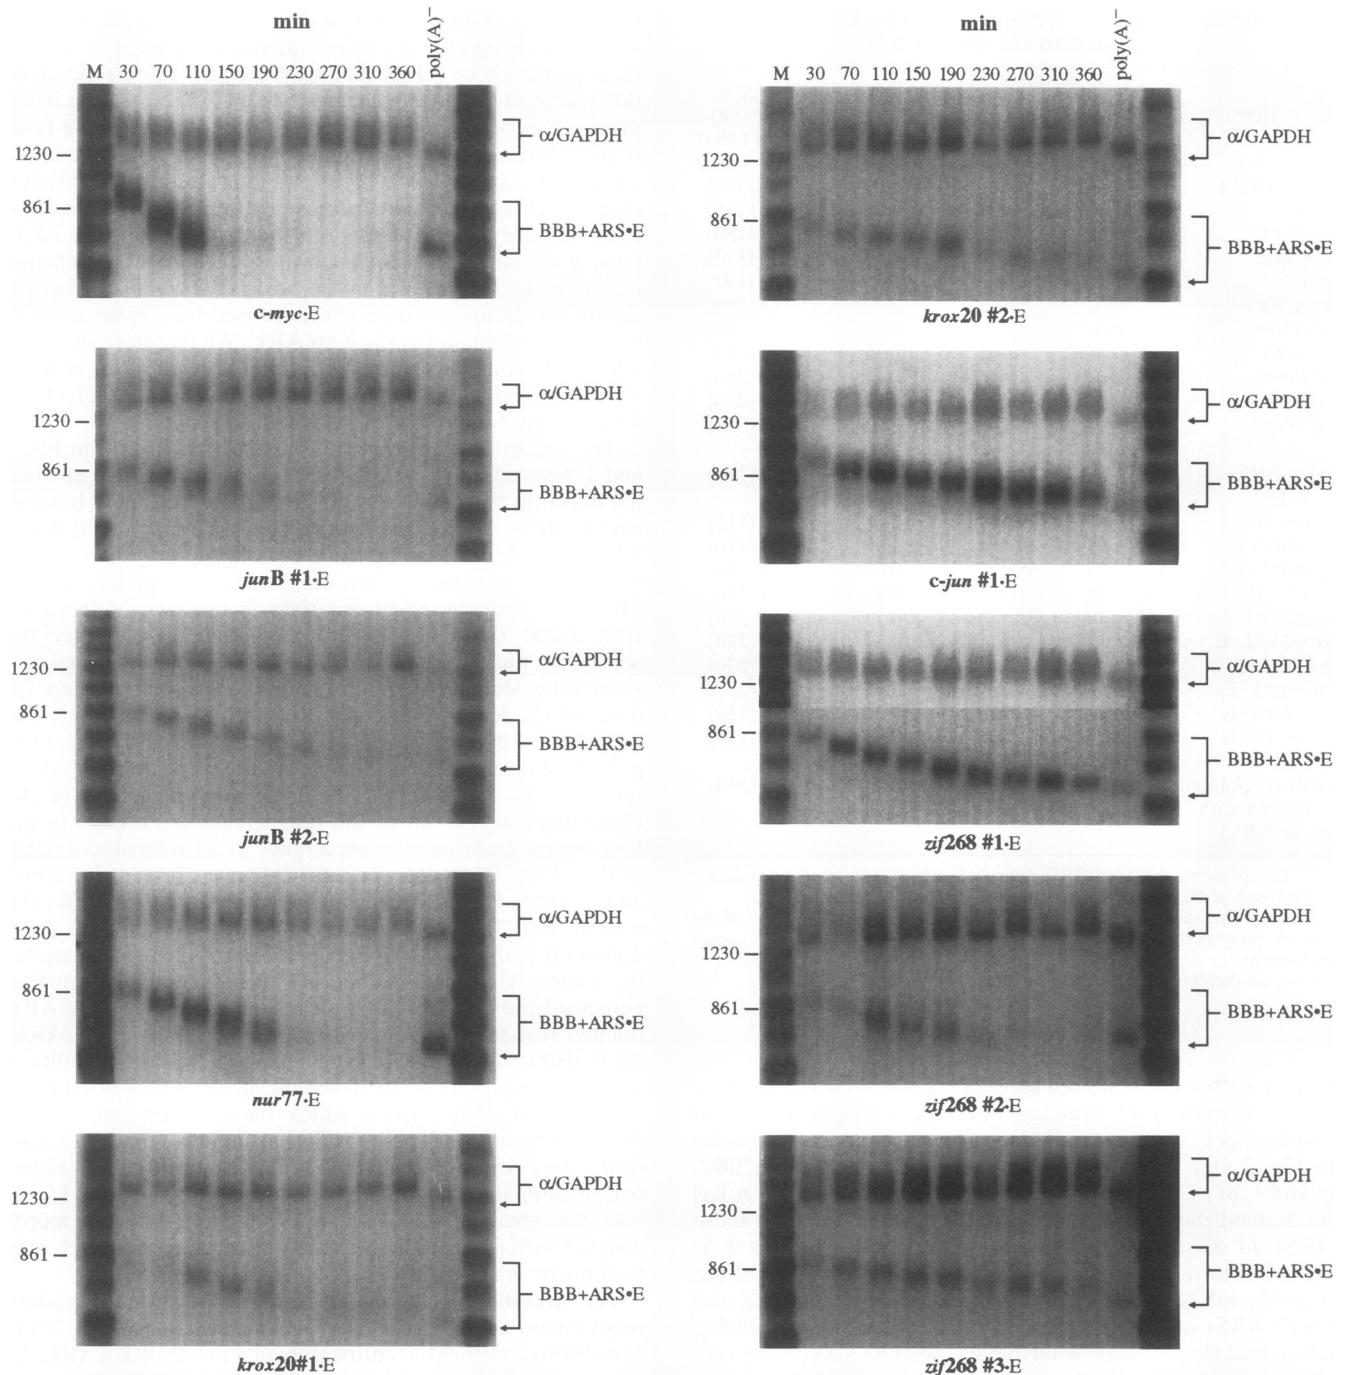 min
M 30 70 110 150 190 230 270 310 360 poly(A)⁻
1230
861
α/GAPDH
BBB+ARS•E
c-myc·E
1230
861
α/GAPDH
BBB+ARS•E
junB #1·E
1230
861
α/GAPDH
BBB+ARS•E
junB #2·E
1230
861
α/GAPDH
BBB+ARS•E
nur77·E
1230
861
α/GAPDH
BBB+ARS•E
krox20#1·E
min
M 30 70 110 150 190 230 270 310 360 poly(A)⁻
1230
861
α/GAPDH
BBB+ARS•E
krox20 #2·E
1230
861
α/GAPDH
BBB+ARS•E
c-jun #1·E
1230
861
α/GAPDH
BBB+ARS•E
zif268 #1·E
1230
861
α/GAPDH
BBB+ARS•E
zif268 #2·E
1230
861
α/GAPDH
BBB+ARS•E
zif268 #3·E